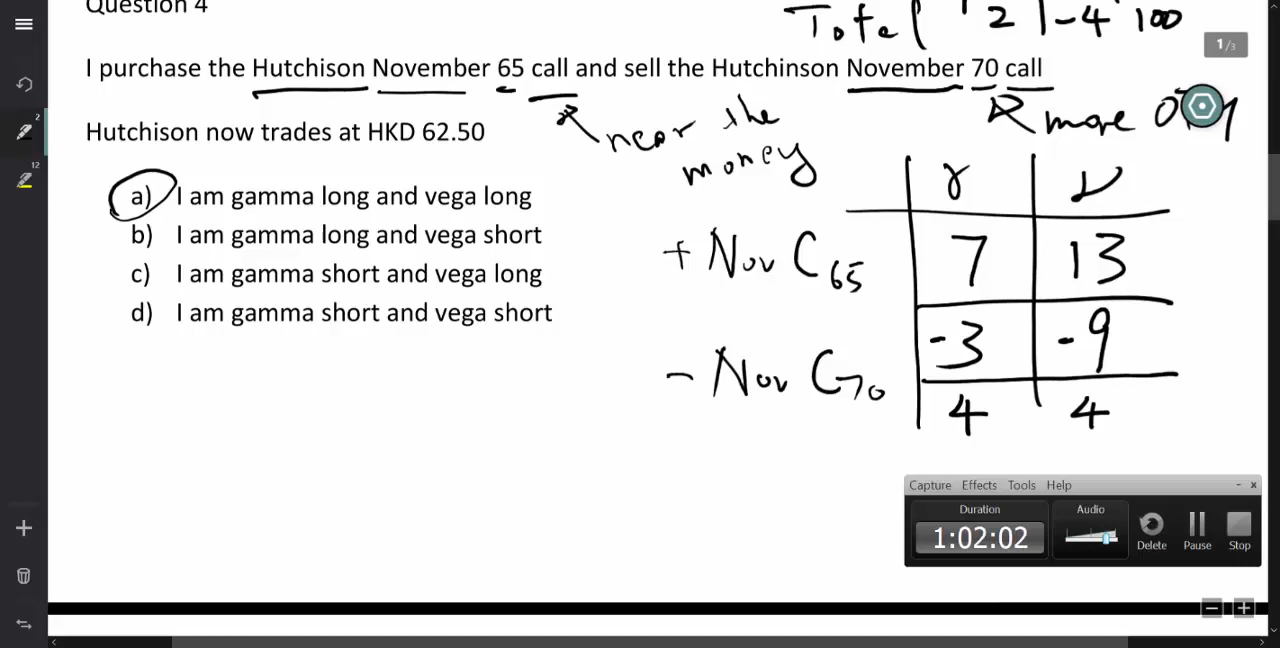 Question 4
Total 2 -4 100
1/3
I purchase the Hutchison November 65 call and sell the Hutchinson November 70 call
near the money
more
Hutchison now trades at HKD 62.50
a) I am gamma long and vega long
b) I am gamma long and vega short
c) I am gamma short and vega long
d) I am gamma short and vega short
γ ν
+ Nov C65 7 13
- Nov C70 -3 -9
4 4
2
12
Capture Effects Tools Help
Duration Audio
1:02:02
Delete Pause Stop